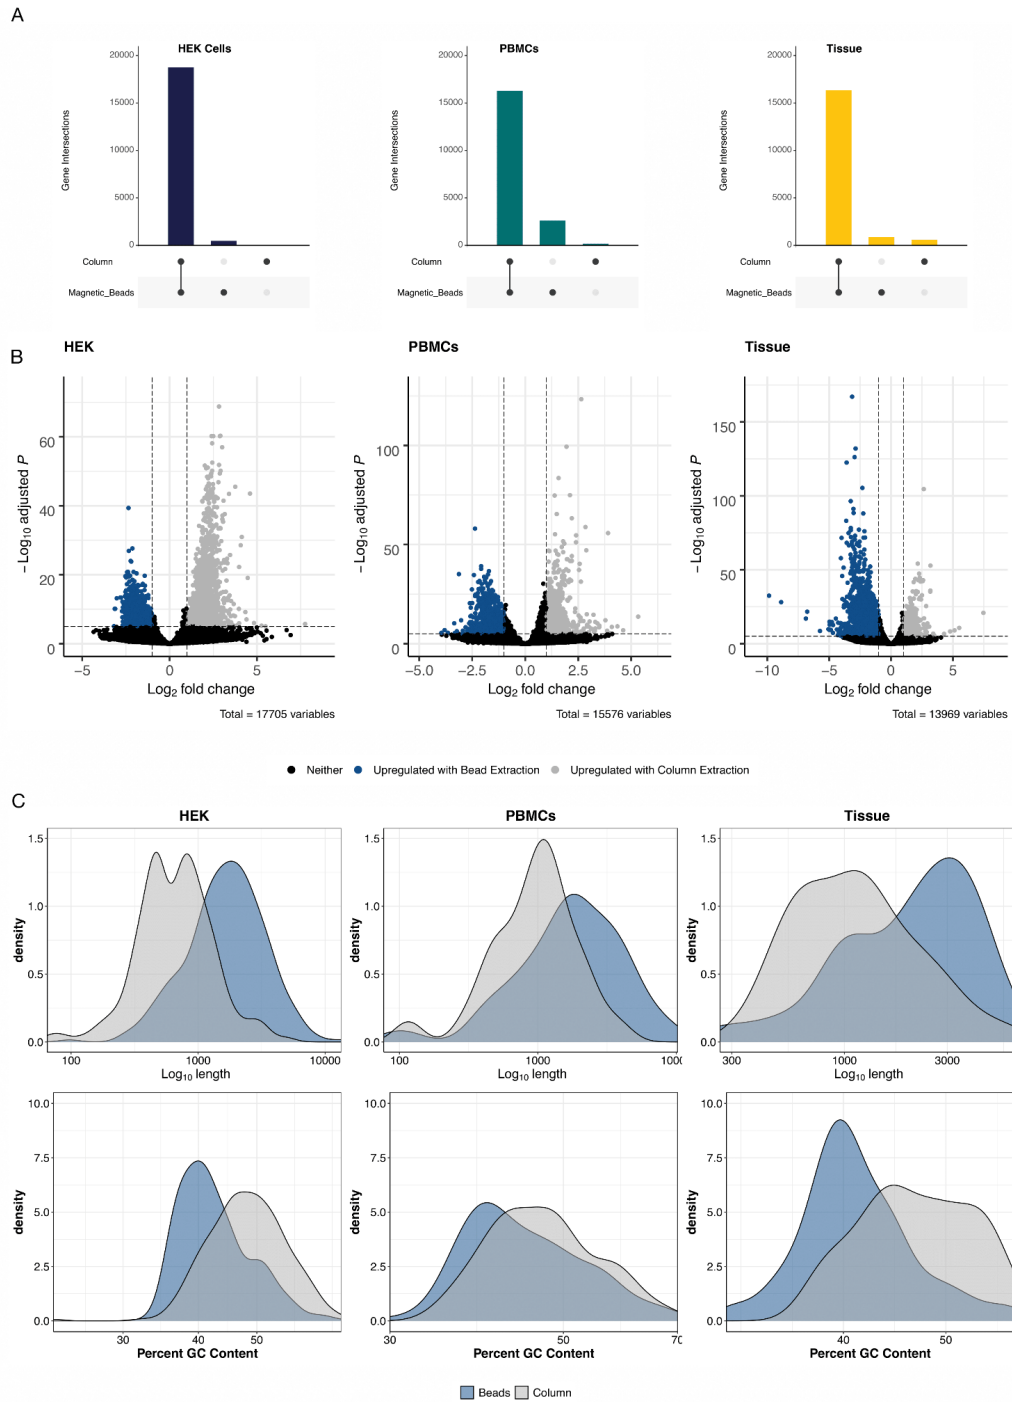 A
HEK Cells
PBMCs
Tissue
20000
15000
10000
5000
0
Gene Intersections
Column
Magnetic_Beads
20000
15000
10000
5000
0
Gene Intersections
Column
Magnetic_Beads
20000
15000
10000
5000
0
Gene Intersections
Column
Magnetic_Beads
B
HEK
PBMCs
Tissue
60
40
20
0
− Log10 adjusted P
−5 0 5
Log2 fold change
Total = 17705 variables
100
50
0
− Log10 adjusted P
−5.0 −2.5 0.0 2.5 5.0
Log2 fold change
Total = 15576 variables
150
100
50
0
− Log10 adjusted P
−10 −5 0 5
Log2 fold change
Total = 13969 variables
Neither Upregulated with Bead Extraction Upregulated with Column Extraction
C
HEK
PBMCs
Tissue
1.5
1.0
0.5
0.0
density
100 1000 10000
Log10 length
1.5
1.0
0.5
0.0
density
100 1000 1000
Log10 length
1.5
1.0
0.5
0.0
density
300 1000 3000
Log10 length
10.0
7.5
5.0
2.5
0.0
density
30 40 50
Percent GC Content
10.0
7.5
5.0
2.5
0.0
density
30 50 70
Percent GC Content
10.0
7.5
5.0
2.5
0.0
density
40 50
Percent GC Content
Beads Column